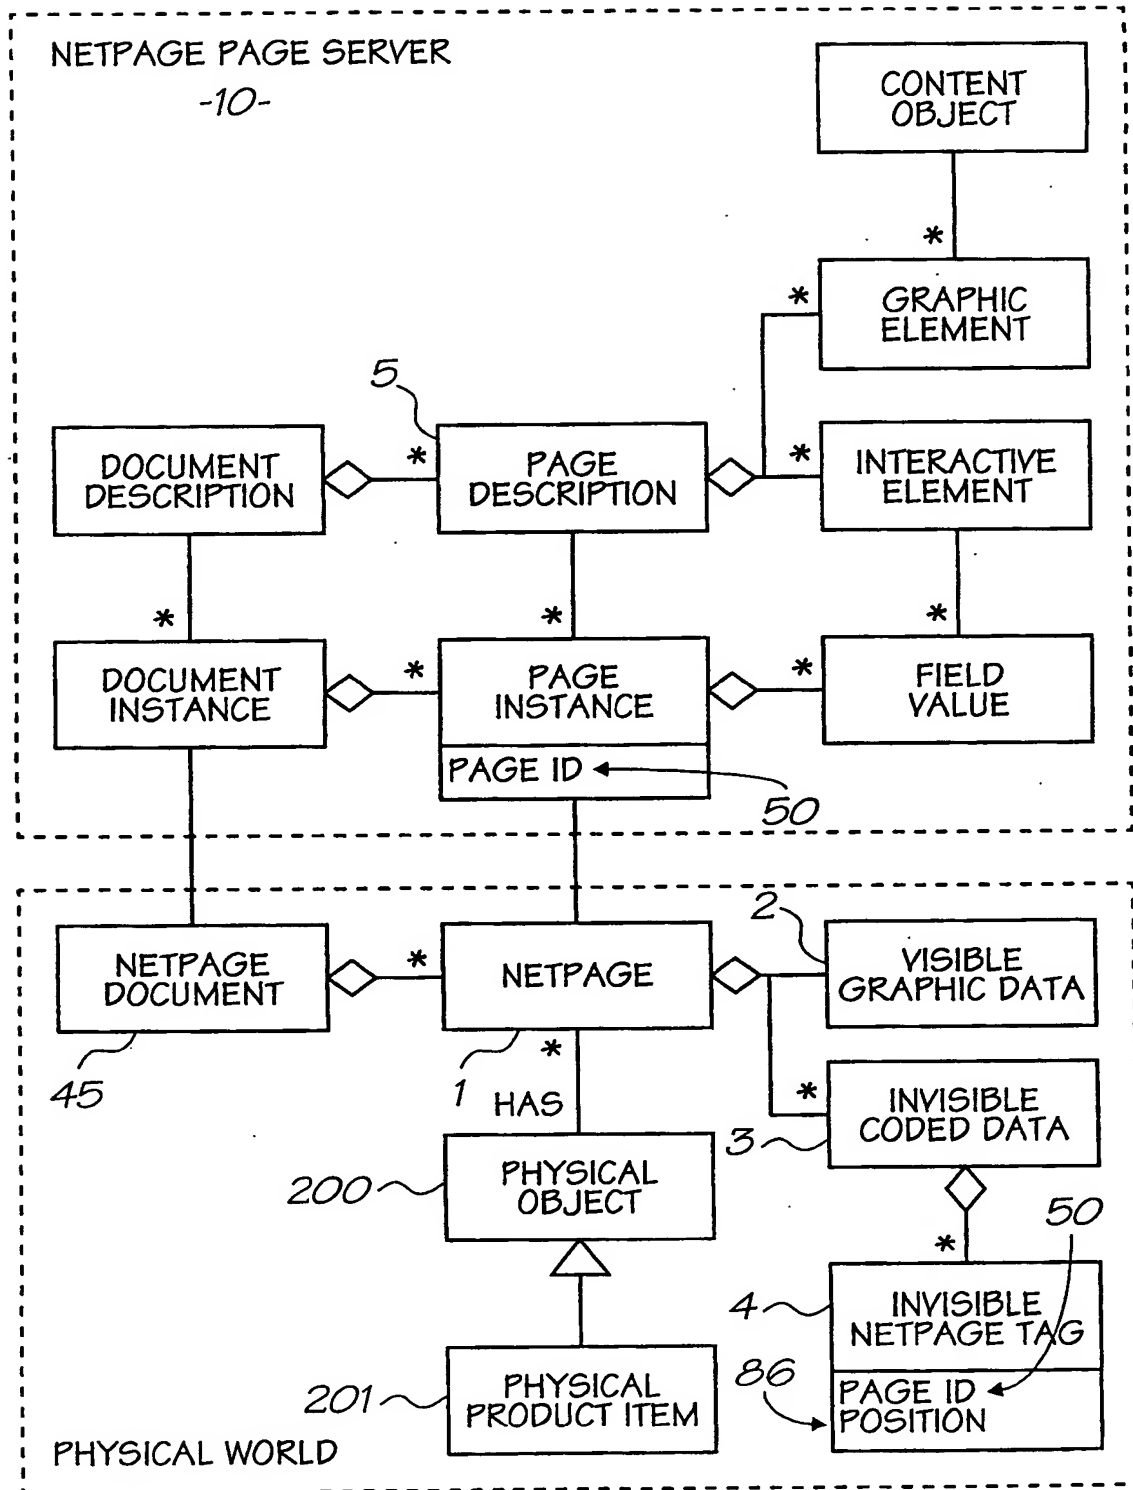 NETPAGE PAGE SERVER
-10-
CONTENT
OBJECT
*
*
GRAPHIC
ELEMENT
5
DOCUMENT
DESCRIPTION
*
PAGE
DESCRIPTION
*
INTERACTIVE
ELEMENT
*
*
*
DOCUMENT
INSTANCE
*
PAGE
INSTANCE
*
FIELD
VALUE
PAGE ID
50
2
NETPAGE
DOCUMENT
*
NETPAGE
VISIBLE
GRAPHIC DATA
45
1
*
HAS
*
INVISIBLE
CODED DATA
3
200
PHYSICAL
OBJECT
50
*
4
INVISIBLE
NETPAGE TAG
201
PHYSICAL
PRODUCT ITEM
86
PAGE ID
POSITION
PHYSICAL WORLD